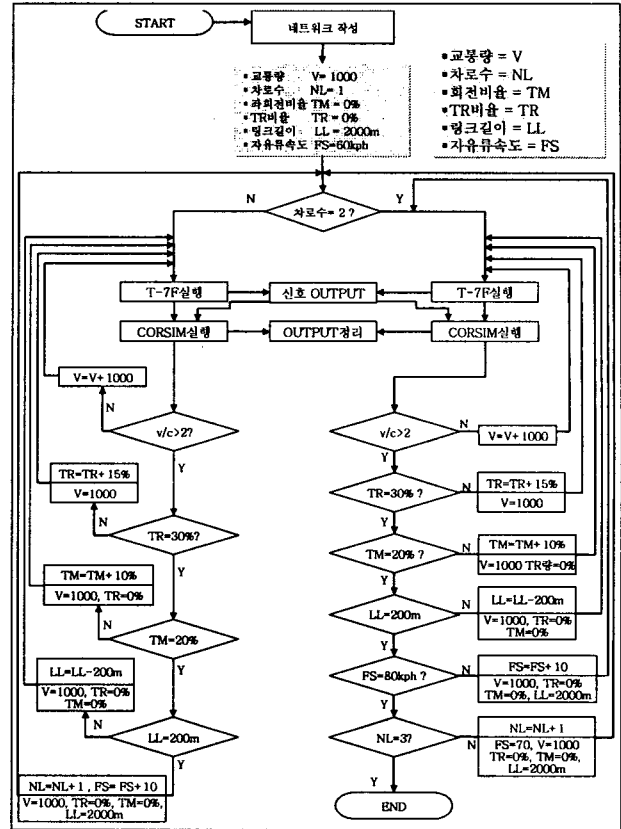 START
네트워크 작성
▪교통량 V= 1000
▪차로수 NL= 1
▪좌회전비율 TM = 0%
▪TR비율 TR = 0%
▪링크길이 LL = 2000m
▪자유류속도 FS=60kph
▪교통량 = V
▪차로수 = NL
▪회전비율 = TM
▪TR비율 = TR
▪링크길이 = LL
▪자유류속도 = FS
N
차로수= 2 ?
Y
T-7F실행
신호 OUTPUT
T-7F실행
CORSIM실행
OUTPUT정리
CORSIM실행
V=V+1000
N
v/c>2?
Y
TR=TR+ 15%
V=1000
N
TR=30%?
Y
TM=TM+ 10%
V=1000, TR=0%
N
TM=20%
Y
LL=LL-200m
V=1000, TR=0%
TM=0%
N
LL=200m
Y
NL=NL+ 1 , FS= FS+ 10
V=1000, TR=0%, TM=0%,
LL=2000m
v/c>2
N
V=V+ 1000
Y
TR=30% ?
N
TR=TR+ 15%
V=1000
Y
TM=20% ?
N
TM=TM+ 10%
V=1000 TR량=0%
Y
LL=200m
N
LL=LL-200m
V=1000, TR=0%
TM=0%
Y
FS=80kph ?
N
FS=FS+ 10
V=1000, TR=0%
TM=0%, LL=2000m
Y
NL=3?
N
NL=NL+ 1
FS=70, V=1000
TR=0%, TM=0%,
LL=2000m
Y
END